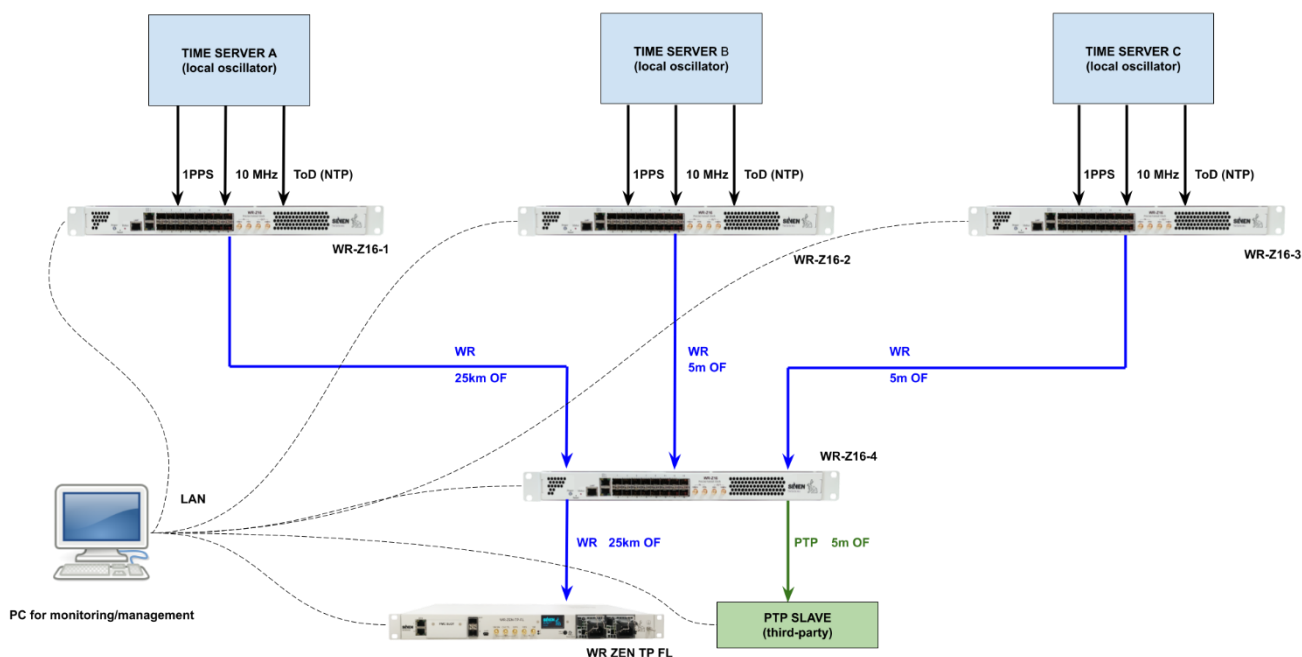 TIME SERVER A
(local oscillator)
TIME SERVER B
(local oscillator)
TIME SERVER C
(local oscillator)
1PPS
10 MHz
ToD (NTP)
1PPS
10 MHz
ToD (NTP)
1PPS
10 MHz
ToD (NTP)
WR-Z16-1
WR-Z16-2
WR-Z16-3
WR
25km OF
WR
5m OF
WR
5m OF
WR-Z16-4
LAN
WR 25km OF
PTP 5m OF
PC for monitoring/management
PTP SLAVE
(third-party)
WR ZEN TP FL